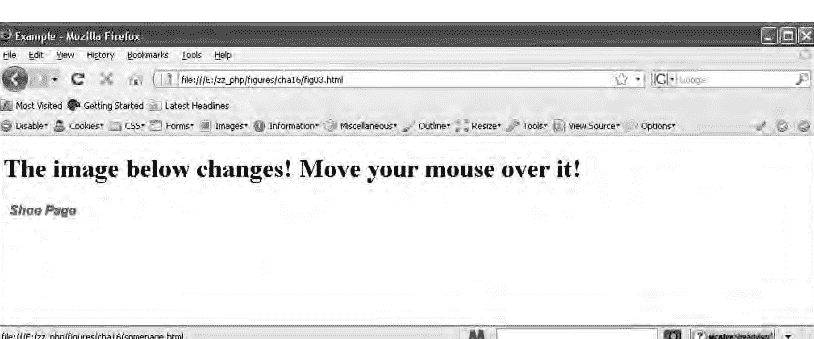 Example - Mozilla Firefox
File Edit View History Bookmarks Tools Help
file:///E:/zz_php/figures/cha16/fig03.html
Google
Most Visited Getting Started Latest Headlines
Disable Cookies CSS Forms Images Information Miscellaneous Outline Resize Tools View Source Options
The image below changes! Move your mouse over it!
Shoe Page
file:///E:/zz_php/figures/cha16/somepage.html